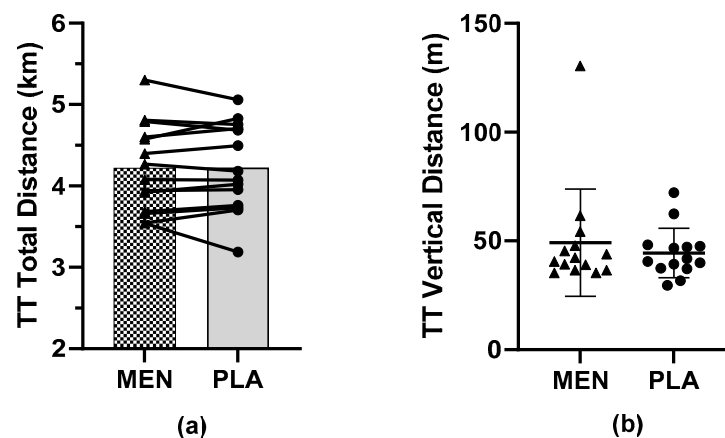 TT Total Distance (km)
6
5
4
3
2
MEN PLA
(a)
TT Vertical Distance (m)
150
100
50
0
MEN PLA
(b)